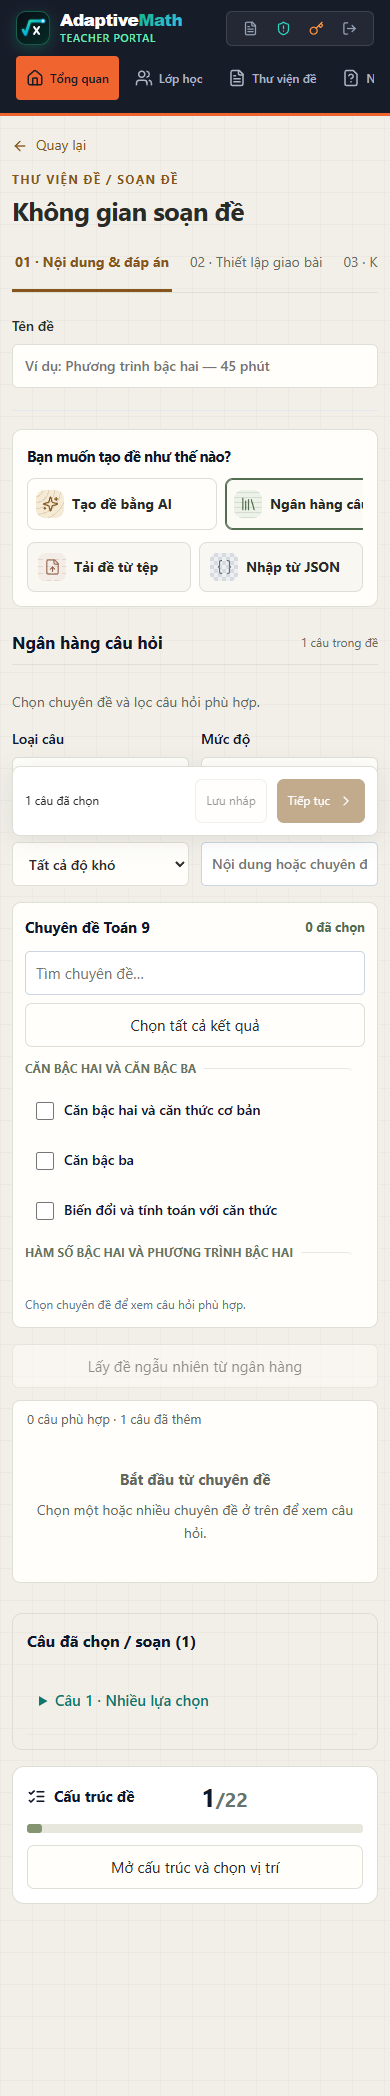 AdaptiveMath
TEACHER PORTAL
Tổng quan
Lớp học
Thư viện đề
N
Quay lại
THƯ VIỆN ĐỀ / SOẠN ĐỀ
Không gian soạn đề
01 · Nội dung & đáp án
02 · Thiết lập giao bài
03 · K
Tên đề
Ví dụ: Phương trình bậc hai — 45 phút
Bạn muốn tạo đề như thế nào?
Tạo đề bằng AI
Ngân hàng câu
Tải đề từ tệp
Nhập từ JSON
Ngân hàng câu hỏi
1 câu trong đề
Chọn chuyên đề và lọc câu hỏi phù hợp.
Loại câu
Mức độ
1 câu đã chọn
Lưu nháp
Tiếp tục
Tất cả độ khó
Nội dung hoặc chuyên đ
Chuyên đề Toán 9
0 đã chọn
Tìm chuyên đề...
Chọn tất cả kết quả
CĂN BẬC HAI VÀ CĂN BẬC BA
Căn bậc hai và căn thức cơ bản
Căn bậc ba
Biến đổi và tính toán với căn thức
HÀM SỐ BẬC HAI VÀ PHƯƠNG TRÌNH BẬC HAI
Chọn chuyên đề để xem câu hỏi phù hợp.
Lấy đề ngẫu nhiên từ ngân hàng
0 câu phù hợp · 1 câu đã thêm
Bắt đầu từ chuyên đề
Chọn một hoặc nhiều chuyên đề ở trên để xem câu
hỏi.
Câu đã chọn / soạn (1)
Câu 1 · Nhiều lựa chọn
Cấu trúc đề
1/22
Mở cấu trúc và chọn vị trí